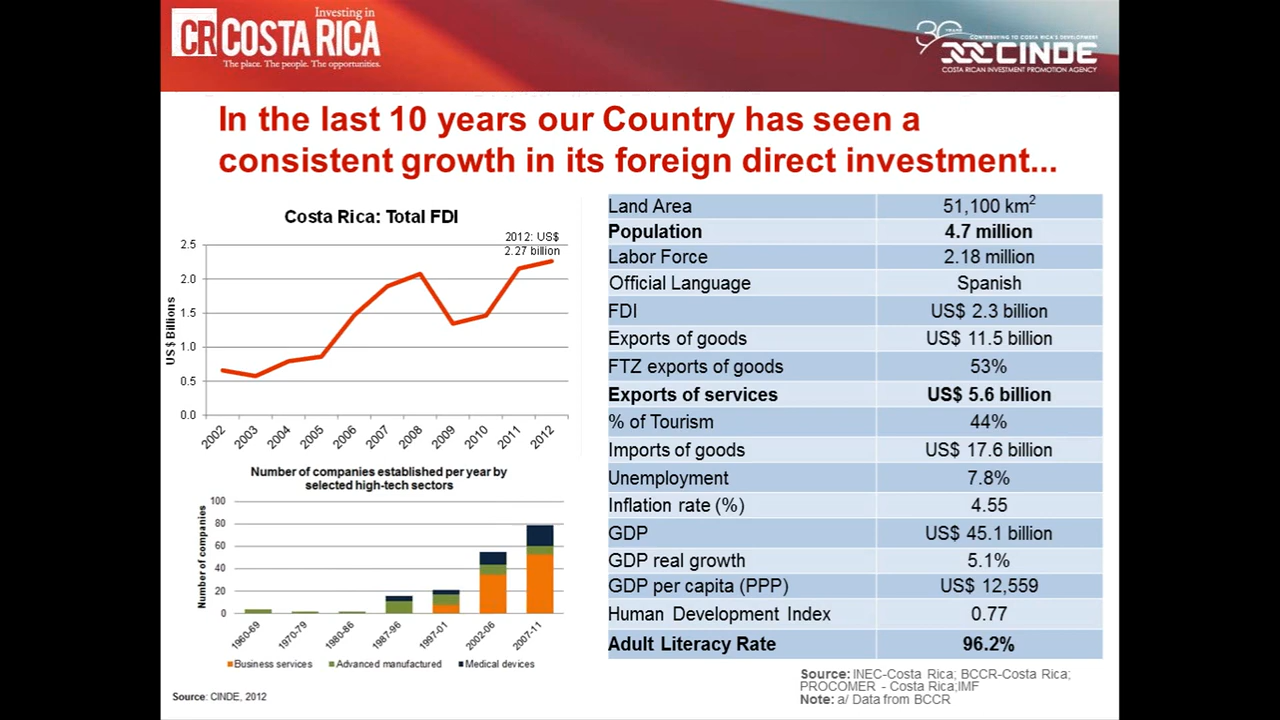 Investing in
CR COSTA RICA
The place. The people. The opportunities.
30 YEARS
CONTRIBUTING TO COSTA RICA'S DEVELOPMENT
CINDE
COSTA RICAN INVESTMENT PROMOTION AGENCY
In the last 10 years our Country has seen a
consistent growth in its foreign direct investment...
Costa Rica: Total FDI
2012: US$
2.27 billion
US$ Billions
2.5
2.0
1.5
1.0
0.5
0.0
2002 2003 2004 2005 2006 2007 2008 2009 2010 2011 2012
Number of companies established per year by
selected high-tech sectors
Number of companies
100
80
60
40
20
0
1960-69 1970-79 1980-86 1987-96 1997-01 2002-06 2007-11
Business services Advanced manufactured Medical devices
Source: CINDE, 2012
Land Area 51,100 km2
Population 4.7 million
Labor Force 2.18 million
Official Language Spanish
FDI US$ 2.3 billion
Exports of goods US$ 11.5 billion
FTZ exports of goods 53%
Exports of services US$ 5.6 billion
% of Tourism 44%
Imports of goods US$ 17.6 billion
Unemployment 7.8%
Inflation rate (%) 4.55
GDP US$ 45.1 billion
GDP real growth 5.1%
GDP per capita (PPP) US$ 12,559
Human Development Index 0.77
Adult Literacy Rate 96.2%
Source: INEC-Costa Rica; BCCR-Costa Rica;
PROCOMER - Costa Rica;IMF
Note: a/ Data from BCCR